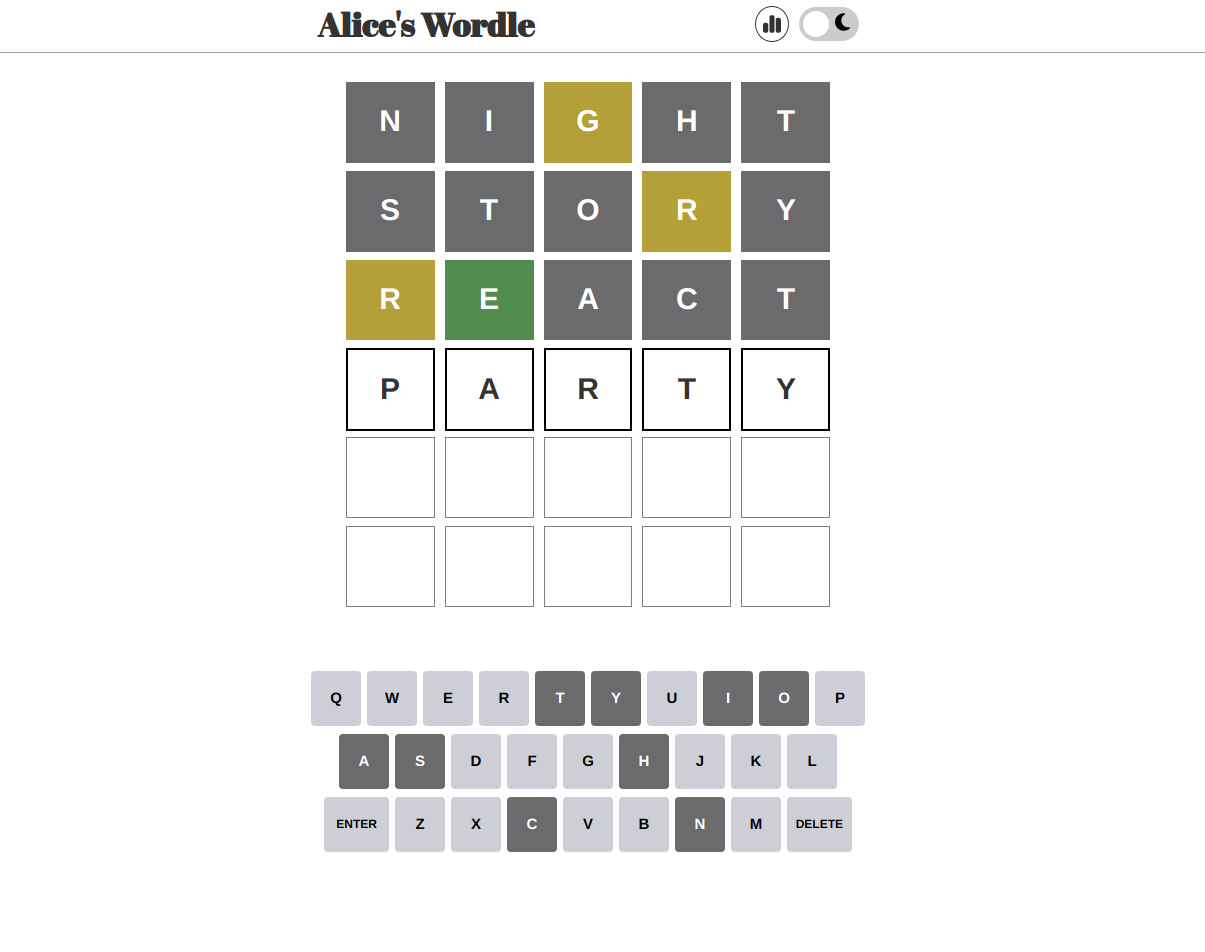 Alice's Wordle
N I G H T
S T O R Y
R E A C T
P A R T Y
Q W E R T Y U I O P
A S D F G H J K L
ENTER Z X C V B N M DELETE